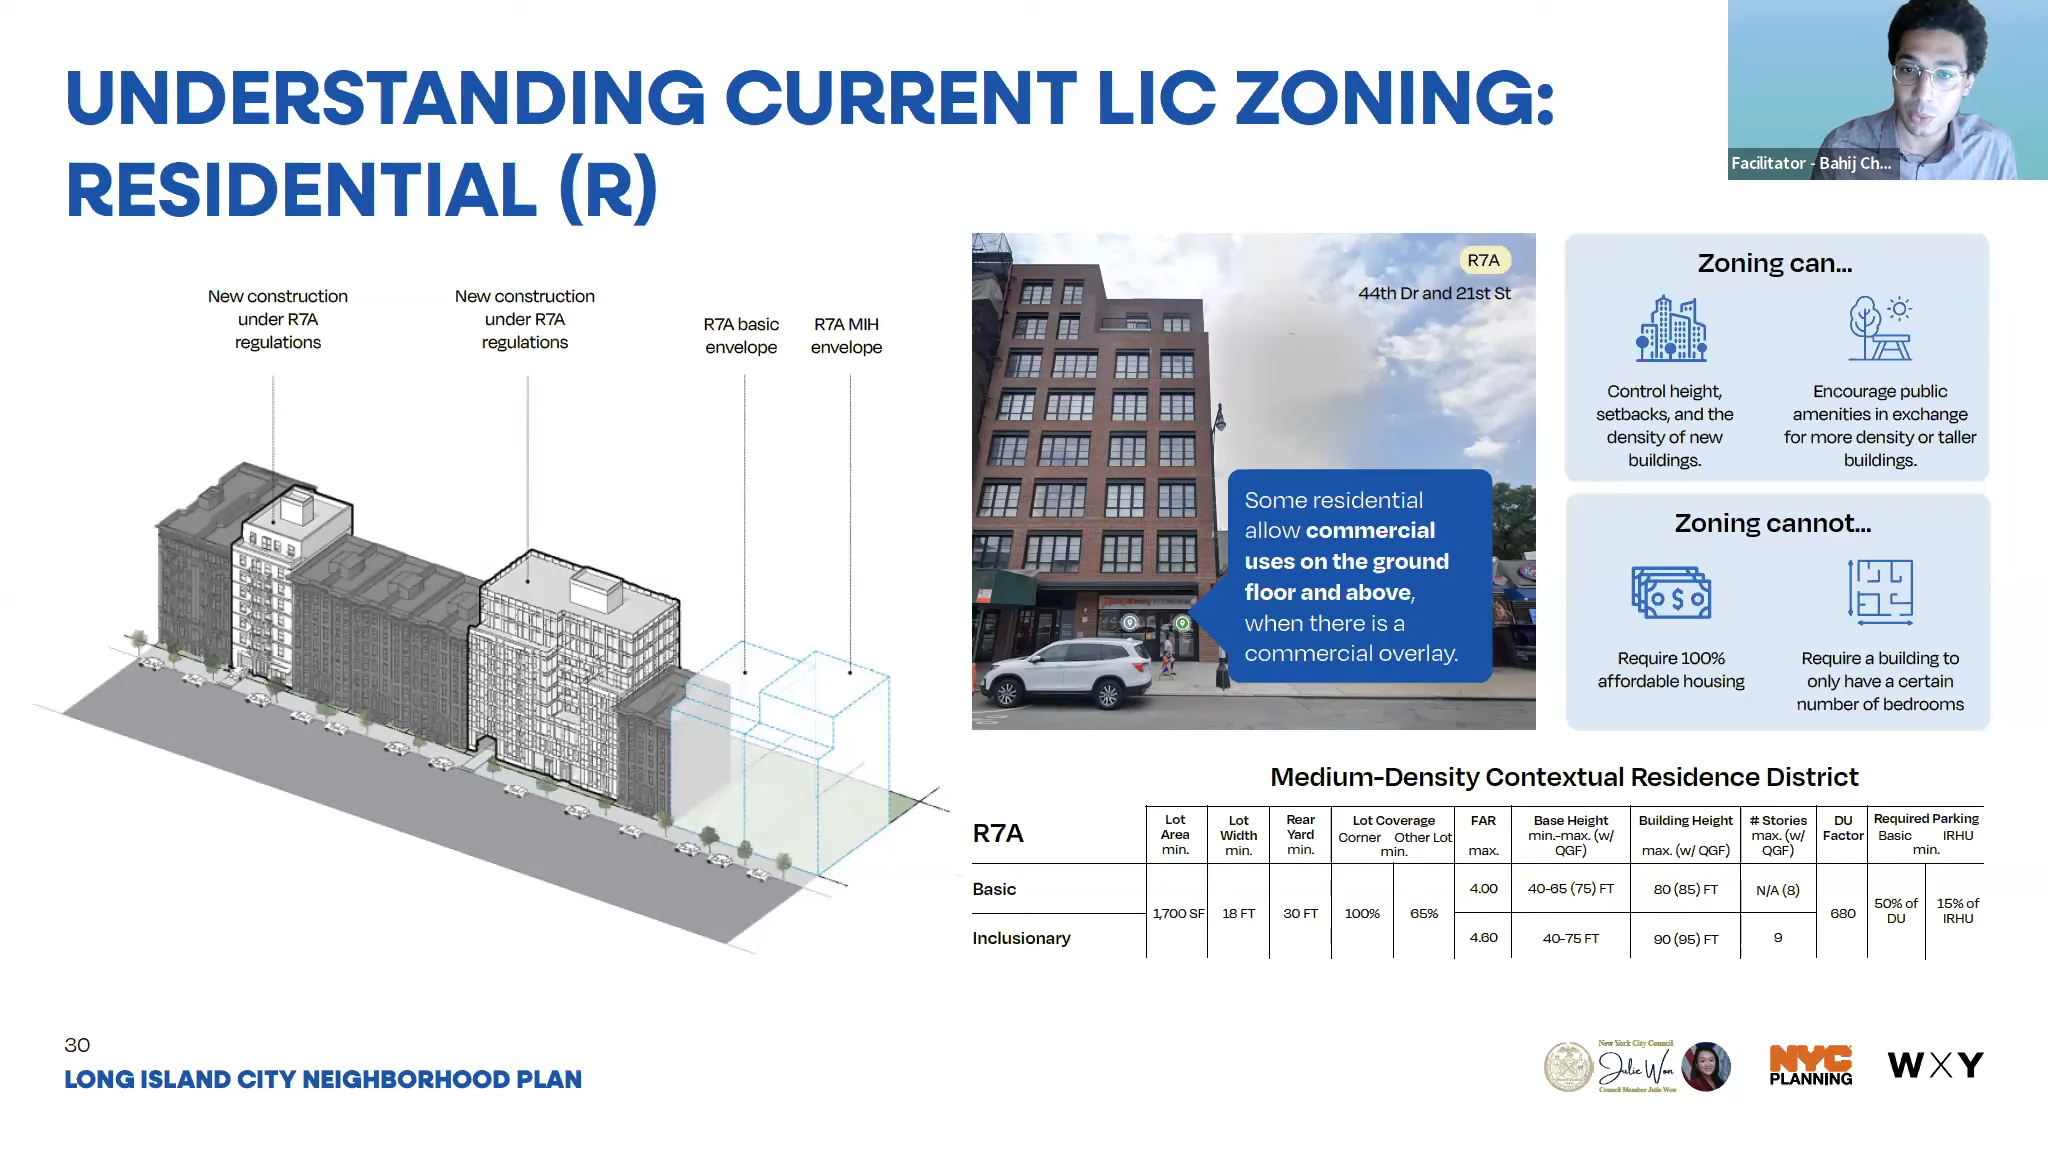 UNDERSTANDING CURRENT LIC ZONING:
RESIDENTIAL (R)
Facilitator - Bahij Ch...
New construction
under R7A
regulations
New construction
under R7A
regulations
R7A basic
envelope
R7A MIH
envelope
R7A
44th Dr and 21st St
Some residential
allow commercial
uses on the ground
floor and above,
when there is a
commercial overlay.
Zoning can...
Control height,
setbacks, and the
density of new
buildings.
Encourage public
amenities in exchange
for more density or taller
buildings.
Zoning cannot...
Require 100%
affordable housing
Require a building to
only have a certain
number of bedrooms
Medium-Density Contextual Residence District
R7A
Lot
Area
min.
Lot
Width
min.
Rear
Yard
min.
Lot Coverage
Corner Other Lot
min.
FAR
max.
Base Height
min.-max. (w/
QGF)
Building Height
max. (w/ QGF)
# Stories
max. (w/
QGF)
DU
Factor
Required Parking
Basic IRHU
min.
Basic
1,700 SF
18 FT
30 FT
100%
65%
4.00
40-65 (75) FT
80 (85) FT
N/A (8)
680
50% of
DU
15% of
IRHU
Inclusionary
4.60
40-75 FT
90 (95) FT
9
30
LONG ISLAND CITY NEIGHBORHOOD PLAN
New York City Council
Julie Won
Council Member Julie Won
NYC
PLANNING
WXY